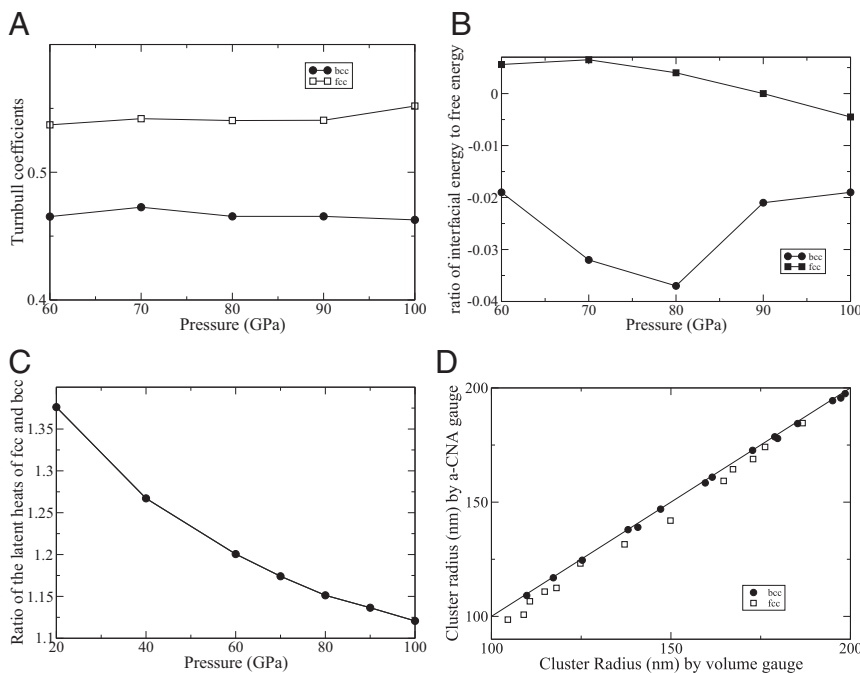 A
Turnbull coefficients
0.5
0.4
bcc
fcc
60
70
80
90
100
Pressure (GPa)
B
ratio of interfacial energy to free energy
0
-0.01
-0.02
-0.03
-0.04
bcc
fcc
60
70
80
90
100
Pressure (GPa)
C
Ratio of the latent heats of fcc and bcc
1.35
1.3
1.25
1.2
1.15
1.1
20
40
60
80
100
Pressure (GPa)
D
Cluster radius (nm) by a-CNA gauge
200
150
100
bcc
fcc
100
150
200
Cluster Radius (nm) by volume gauge